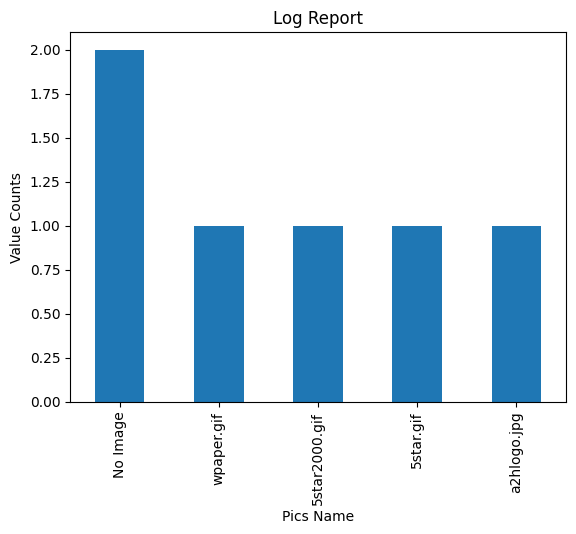 Log Report
Value Counts
2.00
1.75
1.50
1.25
1.00
0.75
0.50
0.25
0.00
No Image
wpaper.gif
5star2000.gif
5star.gif
a2hlogo.jpg
Pics Name